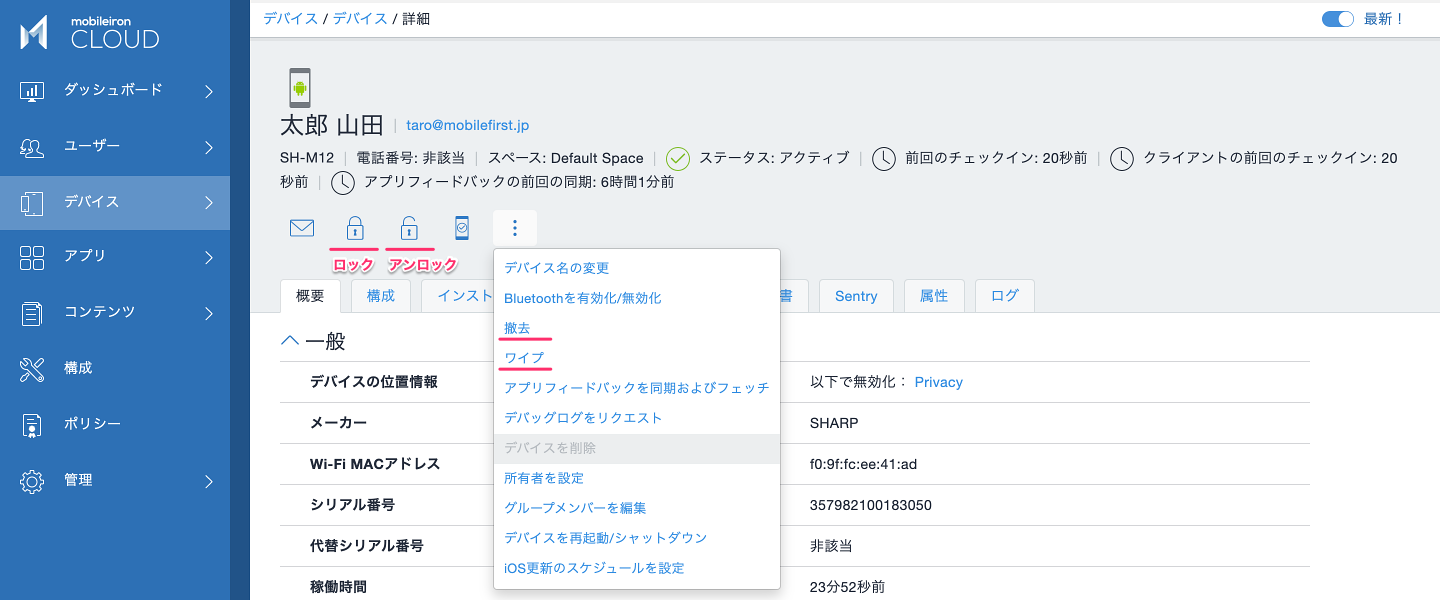 mobileiron
CLOUD
ダッシュボード
ユーザー
デバイス
アプリ
コンテンツ
構成
ポリシー
管理
デバイス / デバイス / 詳細
最新！
太郎 山田 | taro@mobilefirst.jp
SH-M12 | 電話番号: 非該当 | スペース: Default Space | ステータス: アクティブ | 前回のチェックイン: 20秒前 | クライアントの前回のチェックイン: 20
秒前 | アプリフィードバックの前回の同期: 6時間1分前
ロック アンロック
概要 構成 インスト 書 Sentry 属性 ログ
デバイス名の変更
Bluetoothを有効化/無効化
撤去
ワイプ
アプリフィードバックを同期およびフェッチ
デバッグログをリクエスト
デバイスを削除
所有者を設定
グループメンバーを編集
デバイスを再起動/シャットダウン
iOS更新のスケジュールを設定
一般
デバイスの位置情報 以下で無効化： Privacy
メーカー SHARP
Wi-Fi MACアドレス f0:9f:fc:ee:41:ad
シリアル番号 357982100183050
代替シリアル番号 非該当
稼働時間 23分52秒前